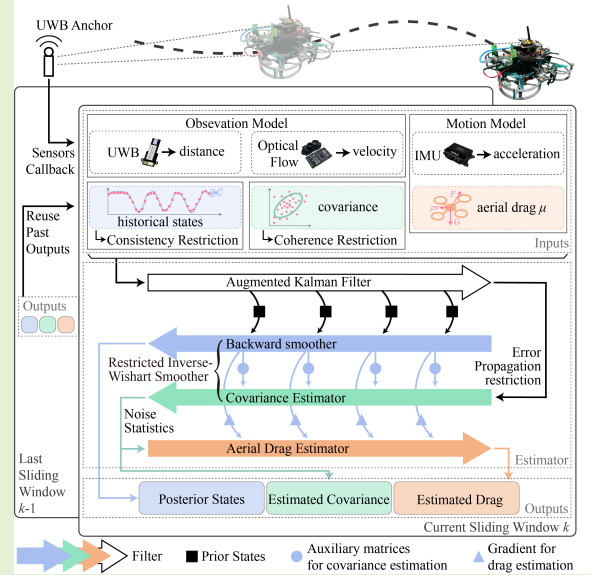 UWB Anchor
Sensors
Callback
Obsevation Model
UWB
distance
Optical
Flow
velocity
Motion Model
IMU
acceleration
historical states
Consistency Restriction
covariance
Coherence Restriction
aerial drag μ
Inputs
Reuse
Past
Outputs
Outputs
Augmented Kalman Filter
Backward smoother
Restricted Inverse-
Wishart Smoother
Error
Propagation
restriction
Covariance Estimator
Noise
Statistics
Aerial Drag Estimator
Estimator
Last
Sliding
Window
k-1
Posterior States
Estimated Covariance
Estimated Drag
Outputs
Current Sliding Window k
Filter
Prior States
Auxiliary matrices
for covariance estimation
Gradient for
drag estimation